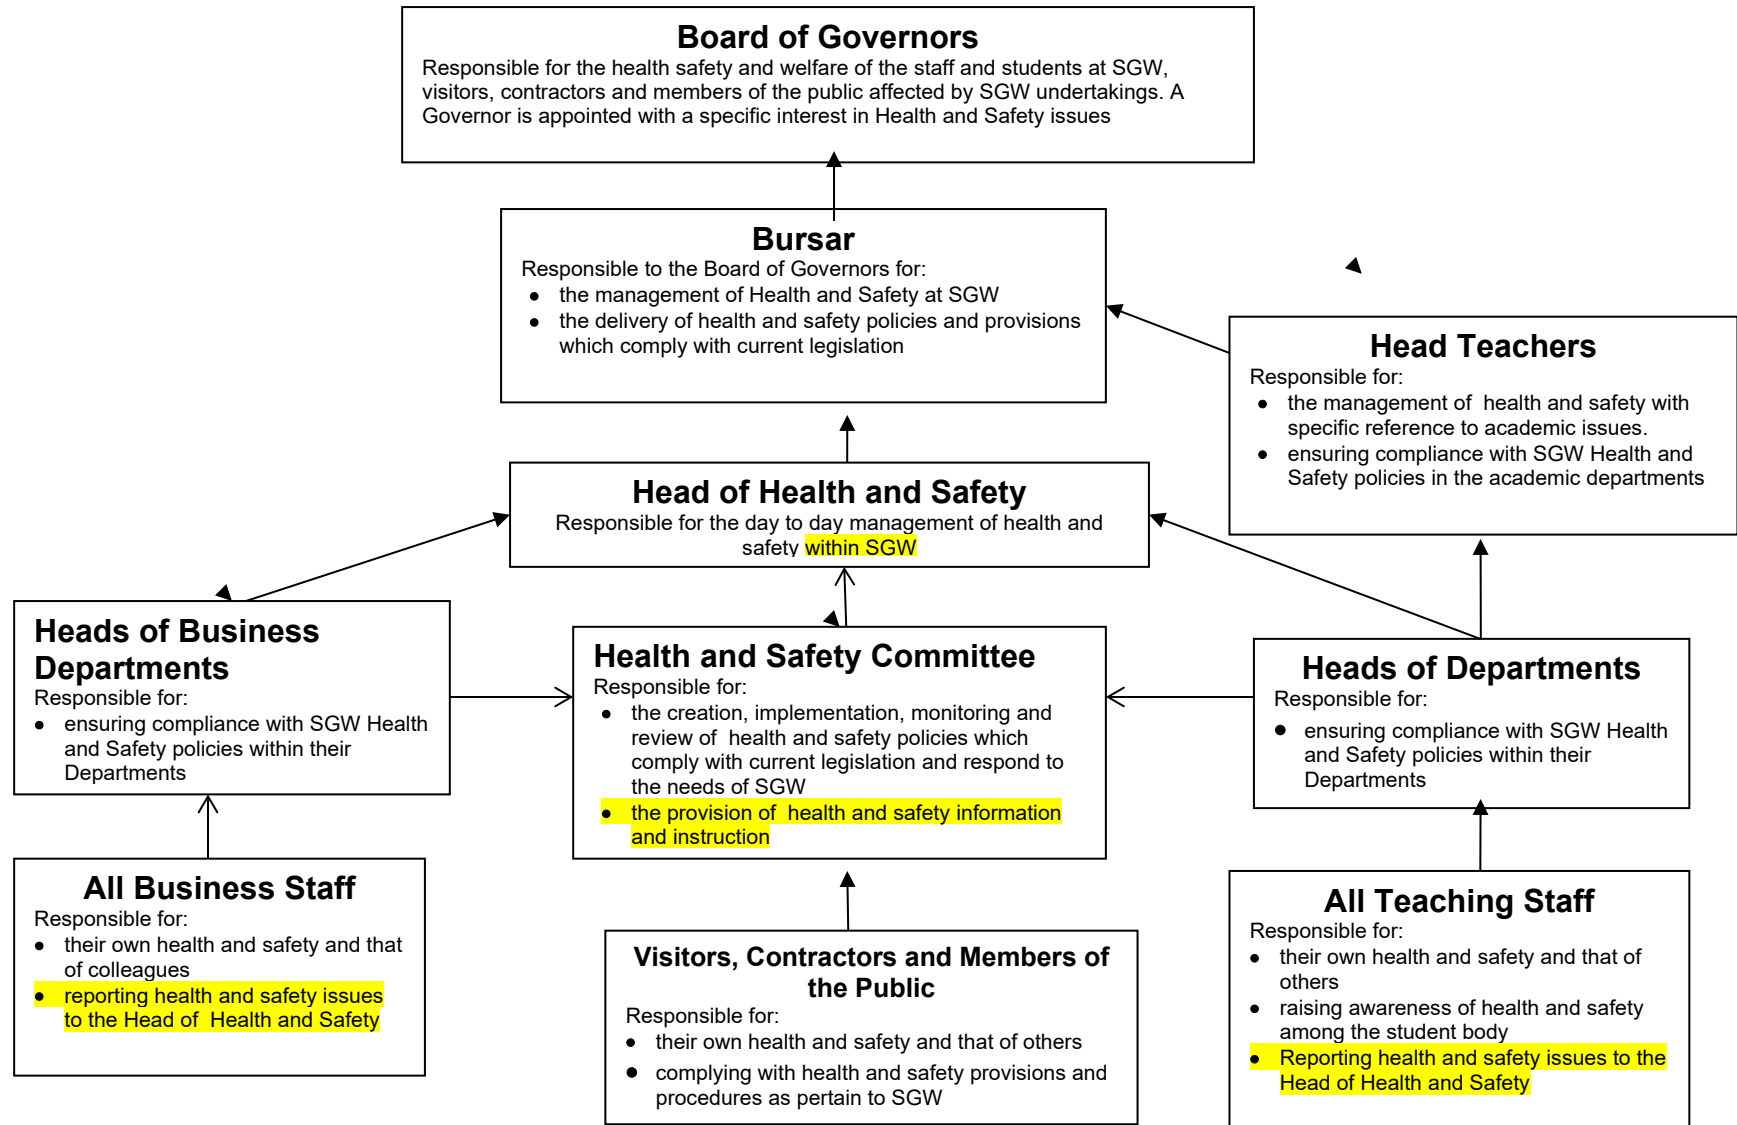 Board of Governors
Responsible for the health safety and welfare of the staff and students at SGW,
visitors, contractors and members of the public affected by SGW undertakings. A
Governor is appointed with a specific interest in Health and Safety issues
Bursar
Responsible to the Board of Governors for:
● the management of Health and Safety at SGW
● the delivery of health and safety policies and provisions
which comply with current legislation
Head Teachers
Responsible for:
● the management of  health and safety with
specific reference to academic issues.
● ensuring compliance with SGW Health and
Safety policies in the academic departments
Head of Health and Safety
Responsible for the day to day management of health and
safety within SGW
Heads of Business
Departments
Responsible for:
● ensuring compliance with SGW Health
and Safety policies within their
Departments
Health and Safety Committee
Responsible for:
● the creation, implementation, monitoring and
review of  health and safety policies which
comply with current legislation and respond to
the needs of SGW
● the provision of  health and safety information
and instruction
Heads of Departments
Responsible for:
● ensuring compliance with SGW Health
and Safety policies within their
Departments
All Business Staff
Responsible for:
● their own health and safety and that
of colleagues
● reporting health and safety issues
to the Head of  Health and Safety
Visitors, Contractors and Members of
the Public
Responsible for:
● their own health and safety and that of others
● complying with health and safety provisions and
procedures as pertain to SGW
All Teaching Staff
Responsible for:
● their own health and safety and that of
others
● raising awareness of health and safety
among the student body
● Reporting health and safety issues to the
Head of Health and Safety